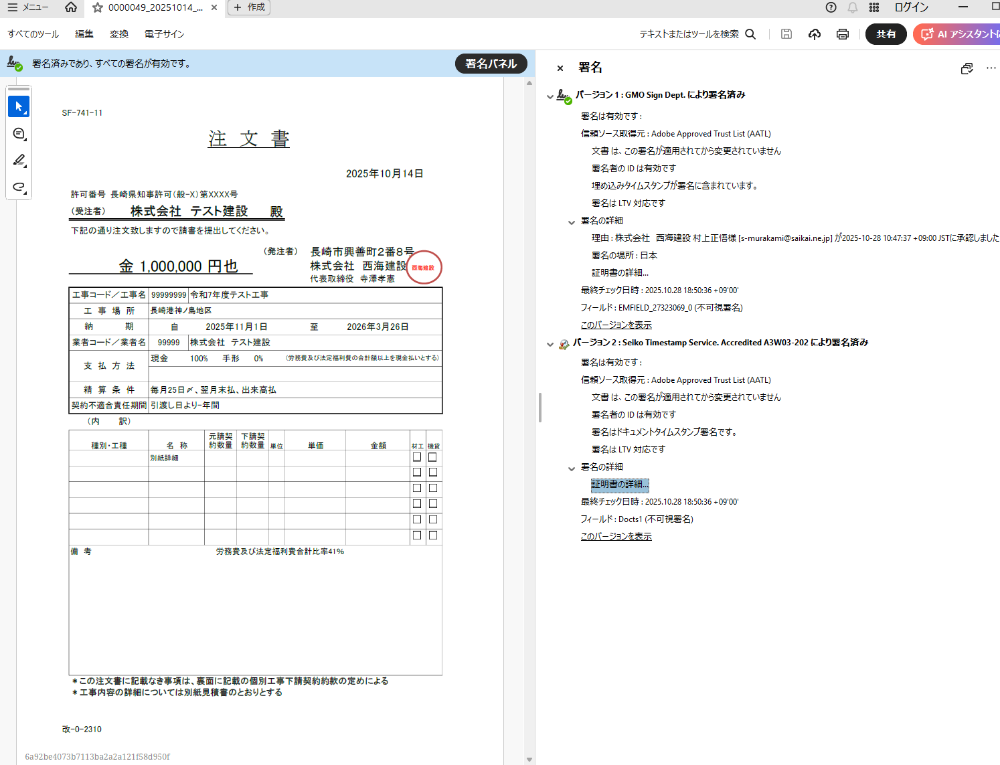 メニュー
0000049_20251014_...
作成
ログイン
すべてのツール 編集 変換 電子サイン
テキストまたはツールを検索
共有
AI アシスタントに
署名済みであり、すべての署名が有効です。
署名パネル
SF-741-11
注 文 書
2025年10月14日
許可番号 長崎県知事許可(般-X)第XXXX号
(受注者) 株式会社 テスト建設 殿
下記の通り注文致しますので請書を提出してください。
(発注者) 長崎市興善町2番8号
金 1,000,000 円也
株式会社 西海建設
西海建設
代表取締役 寺澤孝憲
工事コード/工事名 99999999 令和7年度テスト工事
工 事 場 所 長崎港神ノ島地区
納 期 自 2025年11月1日 至 2026年3月26日
業者コード/業者名 99999 株式会社 テスト建設
支 払 方 法 現金 100% 手形 0% (労務費及び法定福利費の合計額以上を現金払いとする)
精 算 条 件 毎月25日〆、翌月末払、出来高払
契約不適合責任期間 引渡し日より-年間
(内 訳)
種別・工種 名 称 元請契約数量 下請契約数量 単位 単価 金額 材工 機貸
別紙詳細
備 考 労務費及び法定福利費合計比率41%
*この注文書に記載なき事項は、裏面に記載の個別工事下請契約約款の定めによる
*工事内容の詳細については別紙見積書のとおりとする
改-0-2310
6a92be4073b7113ba2a2a121f58d950f
署名
バージョン 1 : GMO Sign Dept. により署名済み
署名は有効です :
信頼ソース取得元 : Adobe Approved Trust List (AATL)
文書 は、この署名が適用されてから変更されていません
署名者の ID は有効です
埋め込みタイムスタンプが署名に含まれています。
署名は LTV 対応です
署名の詳細
理由 : 株式会社 西海建設 村上正悟様 [s-murakami@saikai.ne.jp] が2025-10-28 10:47:37 +09:00 JSTに承認しました
署名の場所 : 日本
証明書の詳細...
最終チェック日時 : 2025.10.28 18:50:36 +09'00'
フィールド : EMFIELD_27323069_0 (不可視署名)
このバージョンを表示
バージョン 2 : Seiko Timestamp Service. Accredited A3W03-202 により署名済み
署名は有効です :
信頼ソース取得元 : Adobe Approved Trust List (AATL)
文書 は、この署名が適用されてから変更されていません
署名者の ID は有効です
署名はドキュメントタイムスタンプ署名です。
署名は LTV 対応です
署名の詳細
証明書の詳細...
最終チェック日時 : 2025.10.28 18:50:36 +09'00'
フィールド : Docts1 (不可視署名)
このバージョンを表示